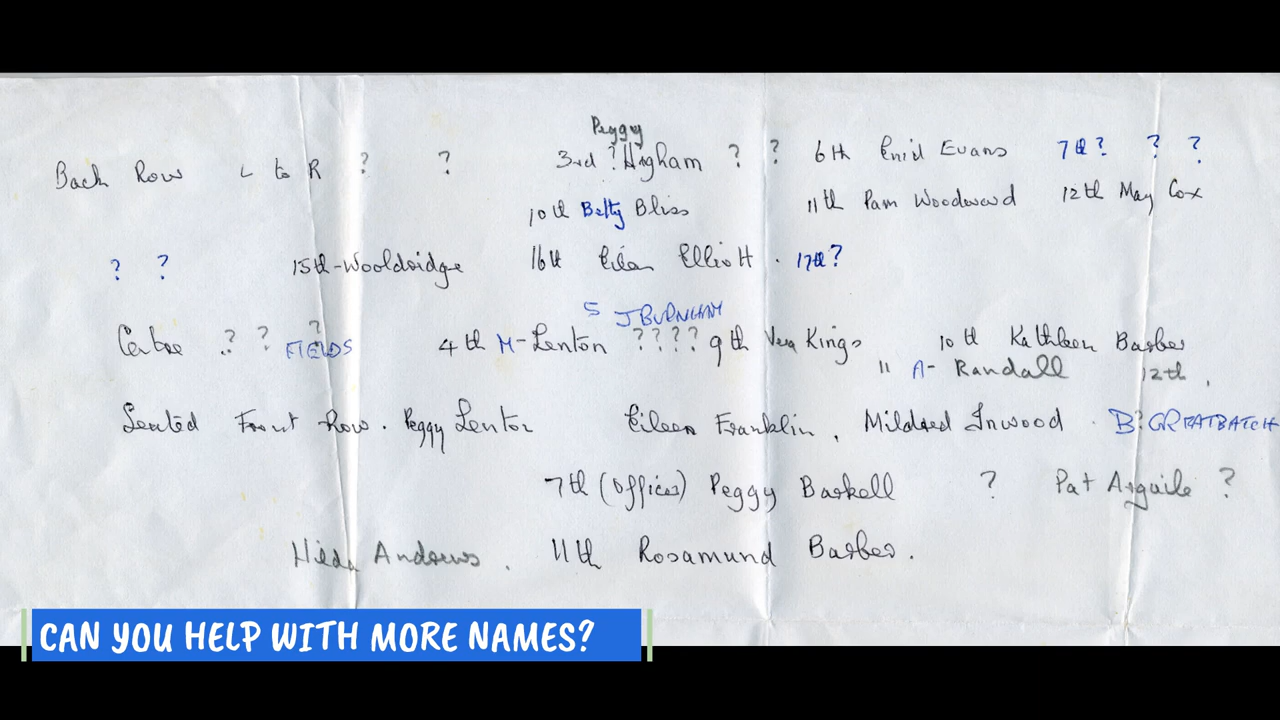 Peggy
Back Row L to R ? ? 3rd ? Higham ? ? 6th Enid Evans 7th? ? ?
10th Betty Bliss 11th Pam Woodward 12th May Cox
? ? 15th - Wooldridge 16th Eileen Elliott . 17th?
5 J BURNHAM
Centre .? ? ? FIELDS 4th M - Lenton ? ? ? ? 9th Vera Kings 10th Kathleen Barber
11 A - Randall 12th .
Seated Front Row . Peggy Lenton Eileen Franklin , Mildred Inwood . B? GREATBATCH
7th (Officer) Peggy Barkell ? Pat Arguile ?
Hilda Andrews . 11th Rosamund Barber .
CAN YOU HELP WITH MORE NAMES?